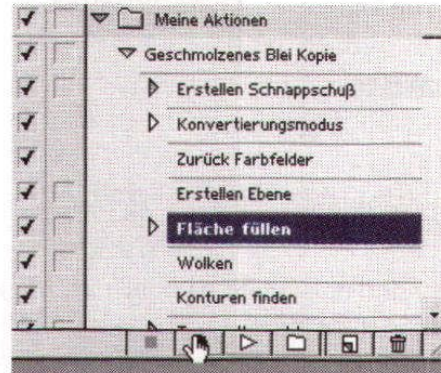 Meine Aktionen
Geschmolzenes Blei Kopie
Erstellen Schnappschuß
Konvertierungsmodus
Zurück Farbfelder
Erstellen Ebene
Fläche füllen
Wolken
Konturen finden